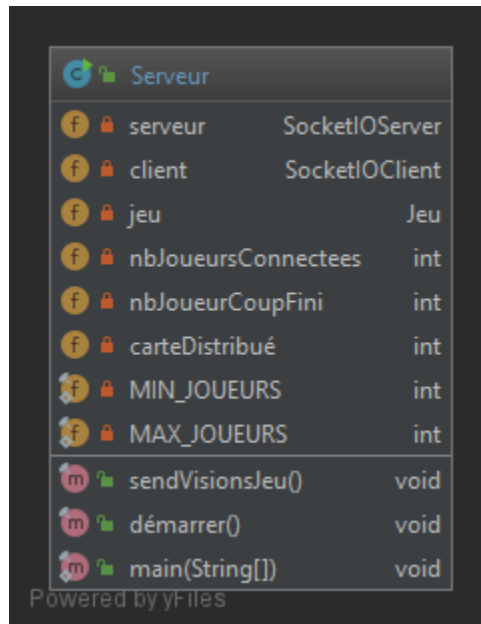 Serveur
serveur SocketIOServer
client SocketIOClient
jeu Jeu
nbJoueursConnectees int
nbJoueurCoupFini int
carteDistribué int
MIN_JOUEURS int
MAX_JOUEURS int
sendVisionsJeu() void
démarrer() void
main(String[]) void
Powered by yFiles